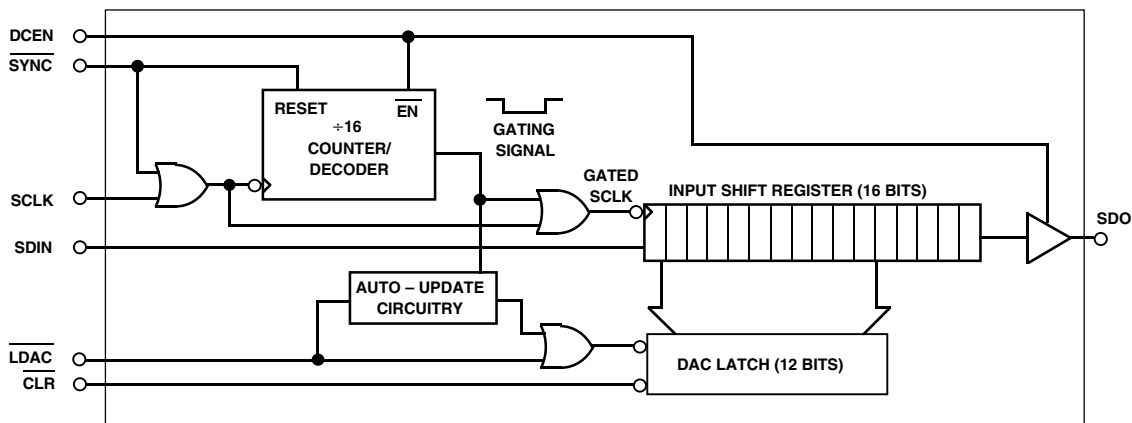 DCEN
SYNC
RESET
EN
÷16
COUNTER/
DECODER
GATING
SIGNAL
SCLK
GATED
SCLK
INPUT SHIFT REGISTER (16 BITS)
SDO
SDIN
AUTO – UPDATE
CIRCUITRY
LDAC
DAC LATCH (12 BITS)
CLR